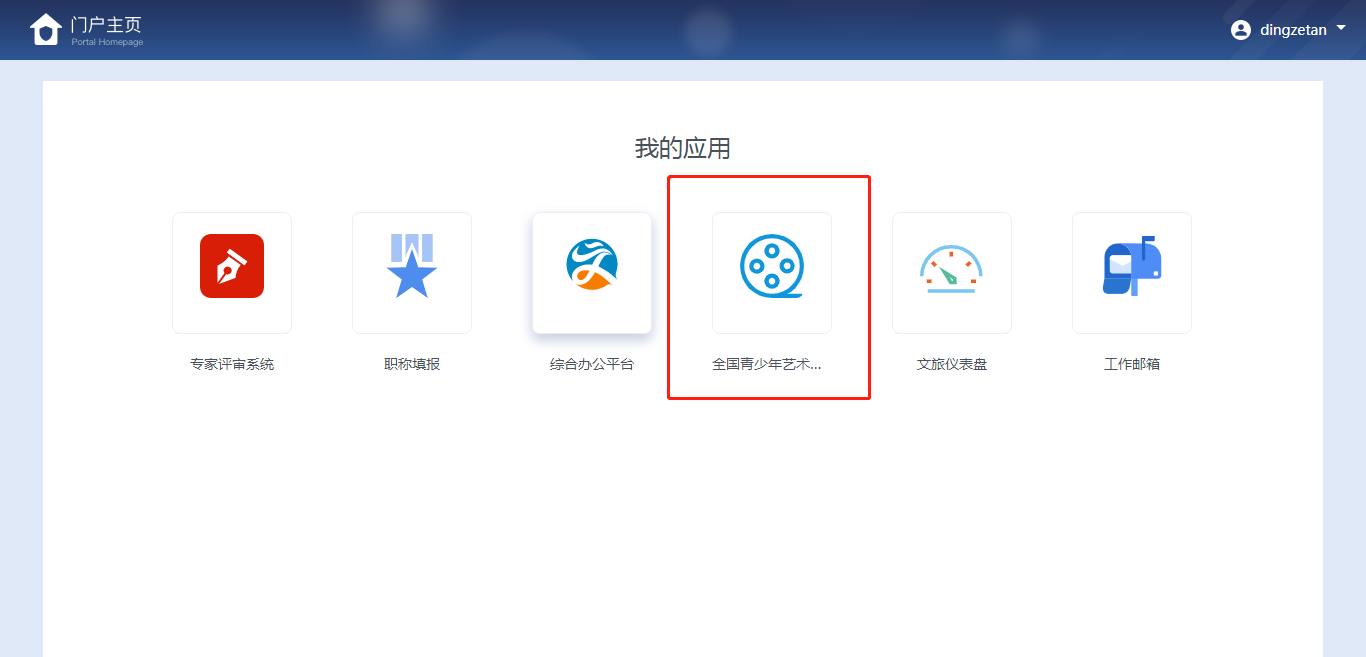 门户主页
Portal Homepage
dingzetan
我的应用
专家评审系统
职称填报
综合办公平台
全国青少年艺术...
文旅仪表盘
工作邮箱